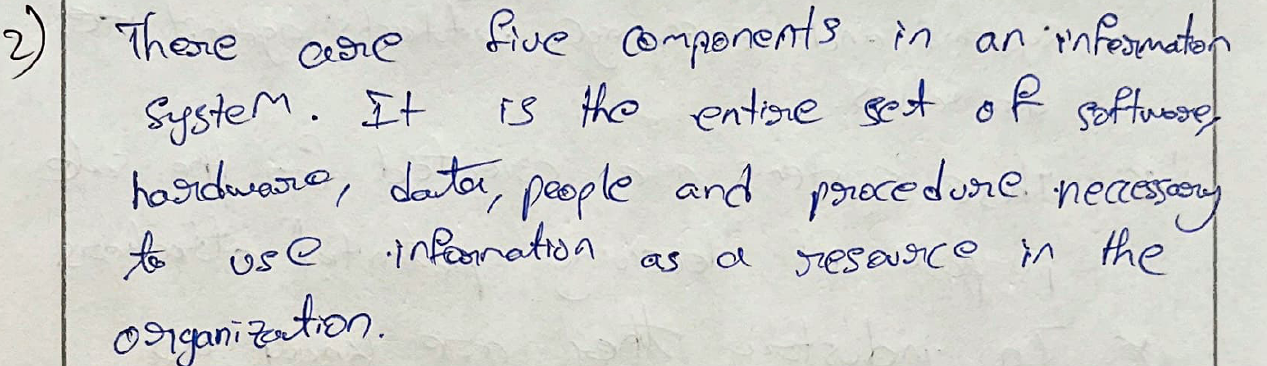 2) There are five components in an informaton
System. It is the entire set of software,
hardware, data, people and procedure necessary
to use information as a resource in the
organization.